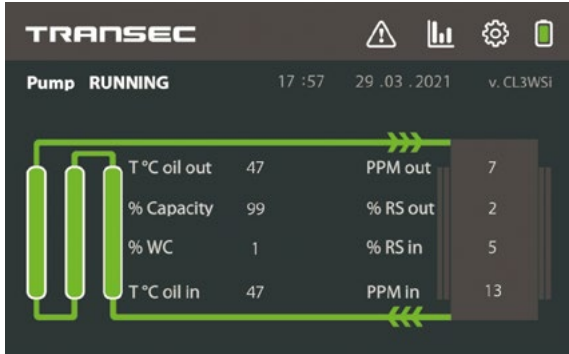 TRANSEC
Pump RUNNING 17 :57 29 .03 .2021 v. CL3WSi
T °C oil out 47 PPM out 7
% Capacity 99 % RS out 2
% WC 1 % RS in 5
T °C oil in 47 PPM in 13